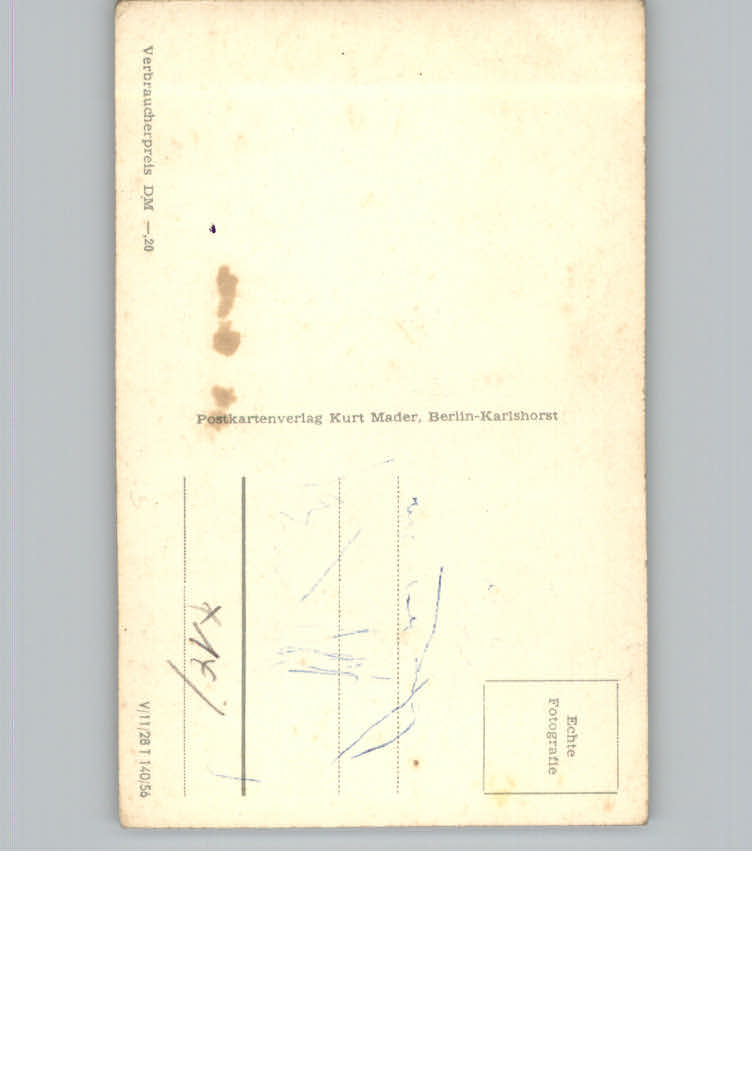 Verbraucherpreis DM —,20
Postkartenverlag Kurt Mader, Berlin-Karlshorst
Echte
Fotografie
V/11/28 T 140/56